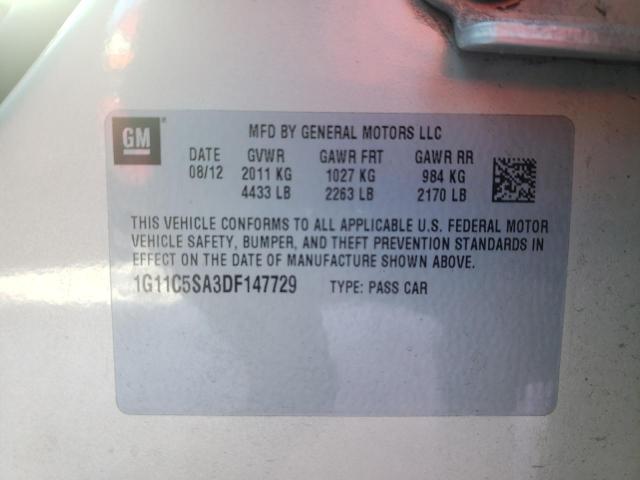 GM ®
MFD BY GENERAL MOTORS LLC
DATE GVWR GAWR FRT GAWR RR
08/12 2011 KG 1027 KG 984 KG
4433 LB 2263 LB 2170 LB
THIS VEHICLE CONFORMS TO ALL APPLICABLE U.S. FEDERAL MOTOR
VEHICLE SAFETY, BUMPER, AND THEFT PREVENTION STANDARDS IN
EFFECT ON THE DATE OF MANUFACTURE SHOWN ABOVE.
1G11C5SA3DF147729 TYPE: PASS CAR